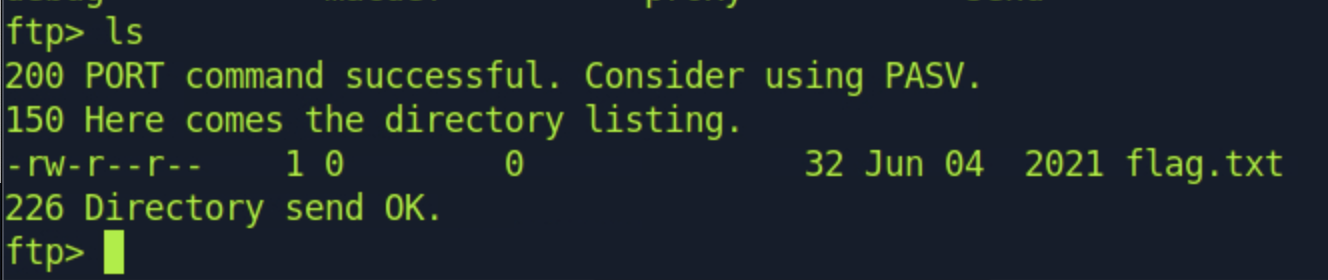 ftp> ls
200 PORT command successful. Consider using PASV.
150 Here comes the directory listing.
-rw-r--r--    1 0        0              32 Jun 04  2021 flag.txt
226 Directory send OK.
ftp>